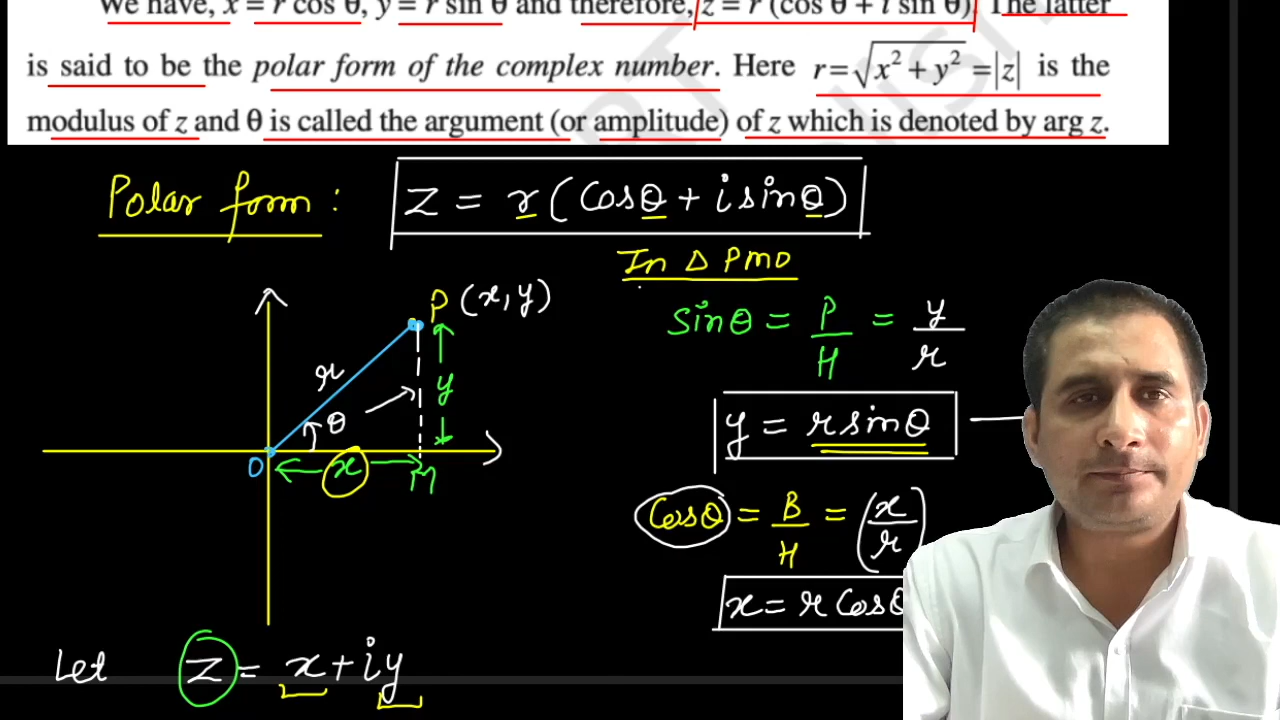 We have, x = r cos θ, y = r sin θ and therefore, z = r (cos θ + i sin θ). The latter
is said to be the polar form of the complex number. Here r = √x² + y² = |z| is the
modulus of z and θ is called the argument (or amplitude) of z which is denoted by arg z.
Polar form : z = r (Cosθ + i sinθ)
In Δ PMO
P (x, y)
sinθ = P/H = y/r
r
y
θ
y = r sinθ
O
x
M
Cosθ = B/H = (x/r)
x = r Cosθ
Let z = x + iy